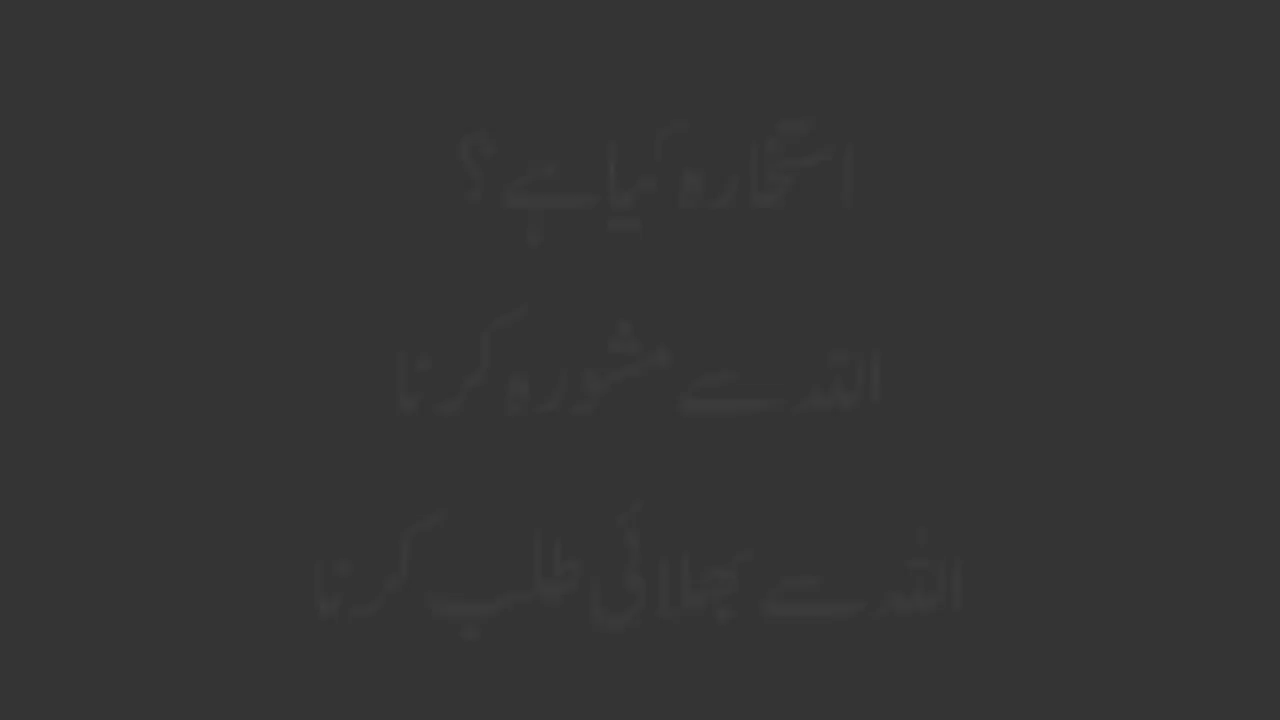 استخارہ کیا ہے؟
اللہ سے مشورہ کرنا
اللہ سے بھلائی طلب کرنا